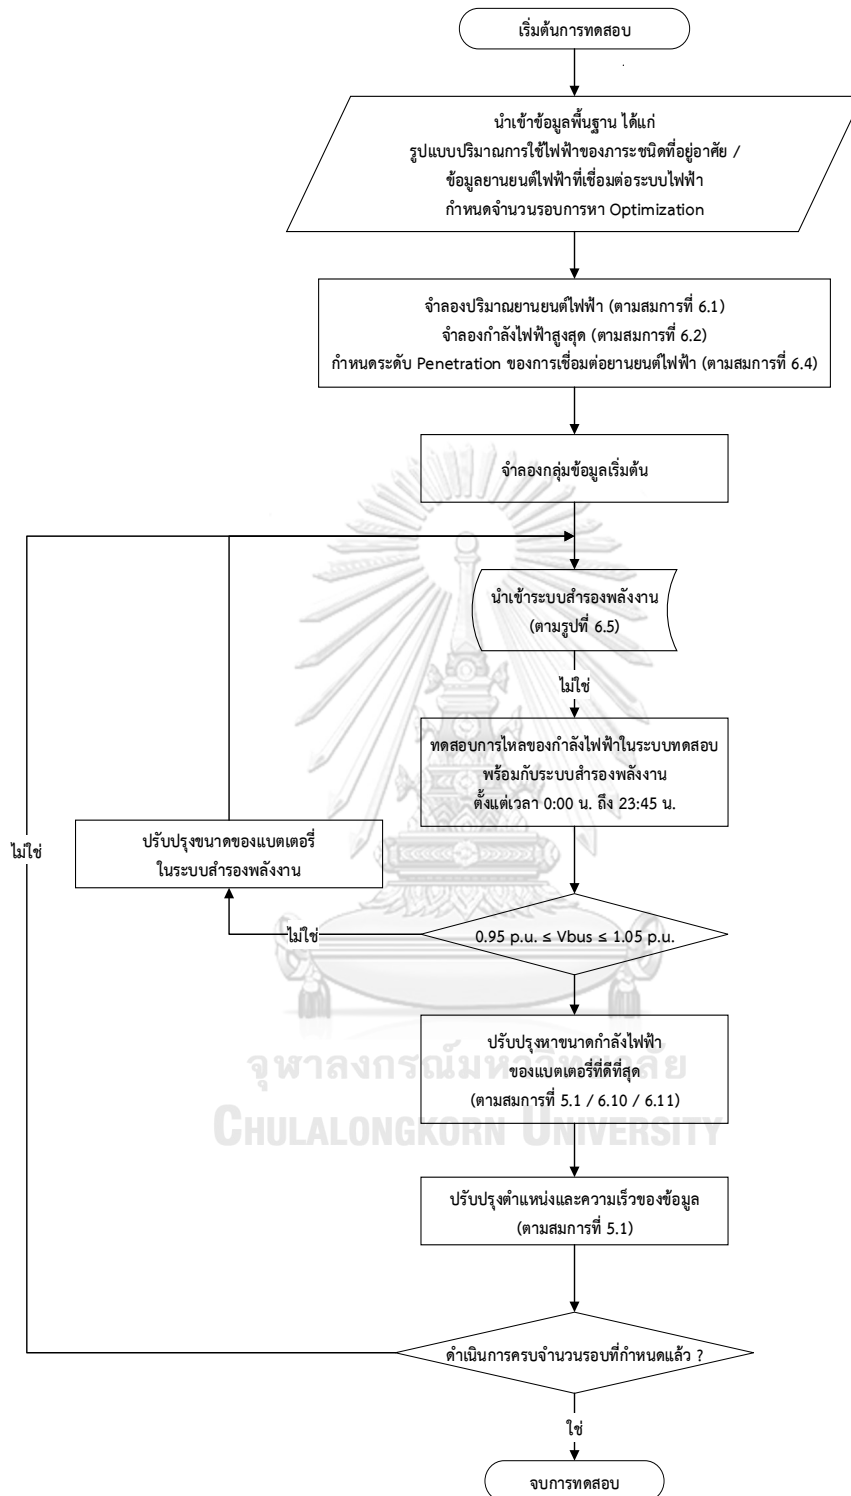 เริ่มต้นการทดสอบ
นำเข้าข้อมูลพื้นฐาน ได้แก่
รูปแบบปริมาณการใช้ไฟฟ้าของภาระชนิดที่อยู่อาศัย /
ข้อมูลยานยนต์ไฟฟ้าที่เชื่อมต่อระบบไฟฟ้า
กำหนดจำนวนรอบการหา Optimization
จำลองปริมาณยานยนต์ไฟฟ้า (ตามสมการที่ 6.1)
จำลองกำลังไฟฟ้าสูงสุด (ตามสมการที่ 6.2)
กำหนดระดับ Penetration ของการเชื่อมต่อยานยนต์ไฟฟ้า (ตามสมการที่ 6.4)
จำลองกลุ่มข้อมูลเริ่มต้น
นำเข้าระบบสำรองพลังงาน
(ตามรูปที่ 6.5)
ไม่ใช่
ทดสอบการไหลของกำลังไฟฟ้าในระบบทดสอบ
พร้อมกับระบบสำรองพลังงาน
ตั้งแต่เวลา 0:00 น. ถึง 23:45 น.
ปรับปรุงขนาดของแบตเตอรี่
ในระบบสำรองพลังงาน
ไม่ใช่
ไม่ใช่
0.95 p.u. ≤ Vbus ≤ 1.05 p.u.
ปรับปรุงหาขนาดกำลังไฟฟ้า
ของแบตเตอรี่ที่ดีที่สุด
(ตามสมการที่ 5.1 / 6.10 / 6.11)
จุฬาลงกรณ์มหาวิทยาลัย
CHULALONGKORN UNIVERSITY
ปรับปรุงตำแหน่งและความเร็วของข้อมูล
(ตามสมการที่ 5.1)
ดำเนินการครบจำนวนรอบที่กำหนดแล้ว ?
ใช่
จบการทดสอบ